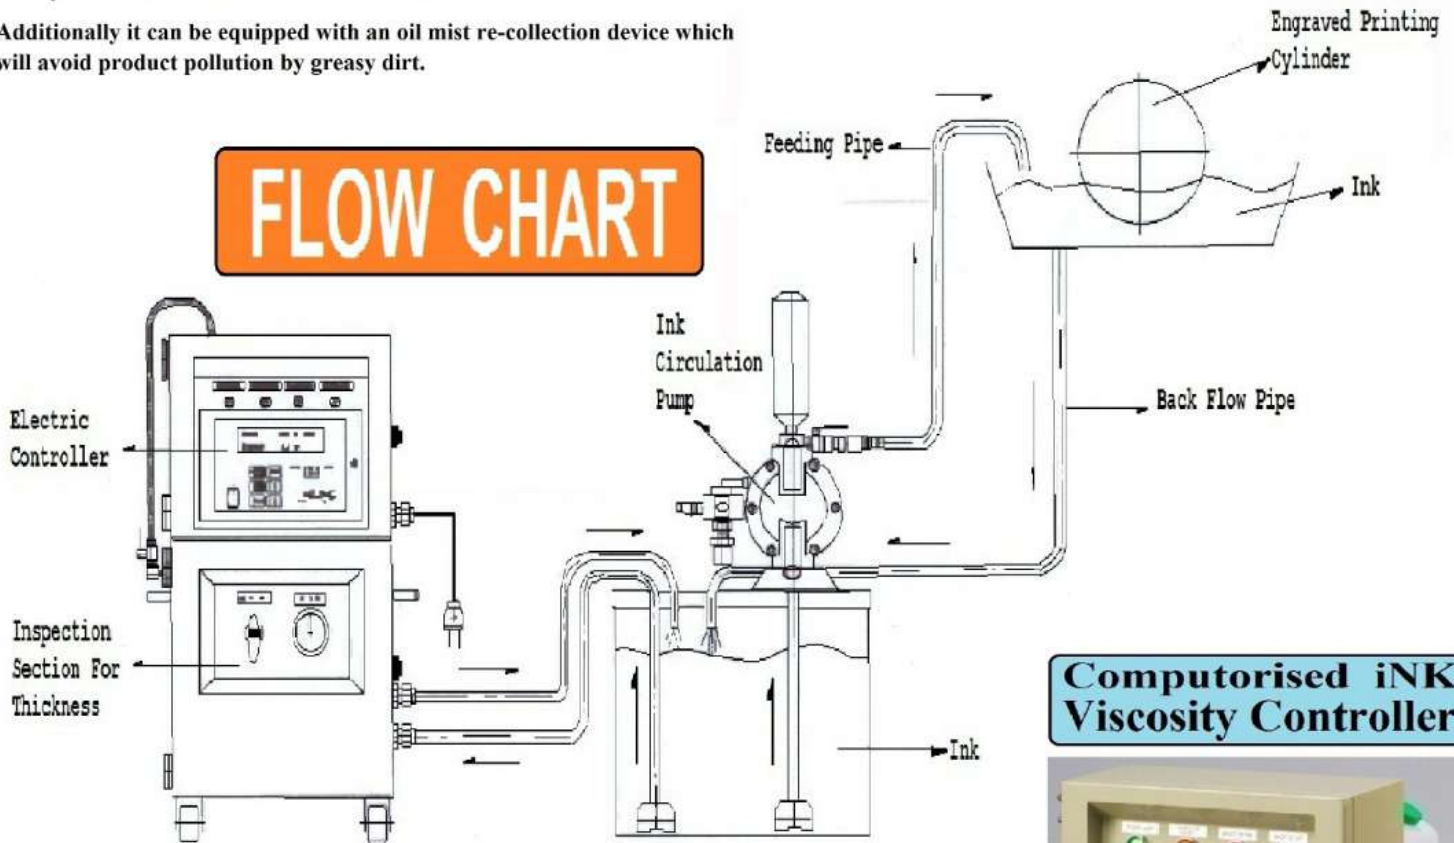 Additionally it can be equipped with an oil mist re-collection device which
will avoid product pollution by greasy dirt.
FLOW CHART
Engraved Printing
Cylinder
Feeding Pipe
Ink
Ink
Circulation
Pump
Back Flow Pipe
Electric
Controller
Inspection
Section For
Thickness
Ink
Computorised iNK
Viscosity Controller